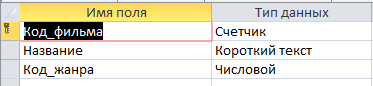 Имя поля Тип данных
Код_фильма Счетчик
Название Короткий текст
Код_жанра Числовой